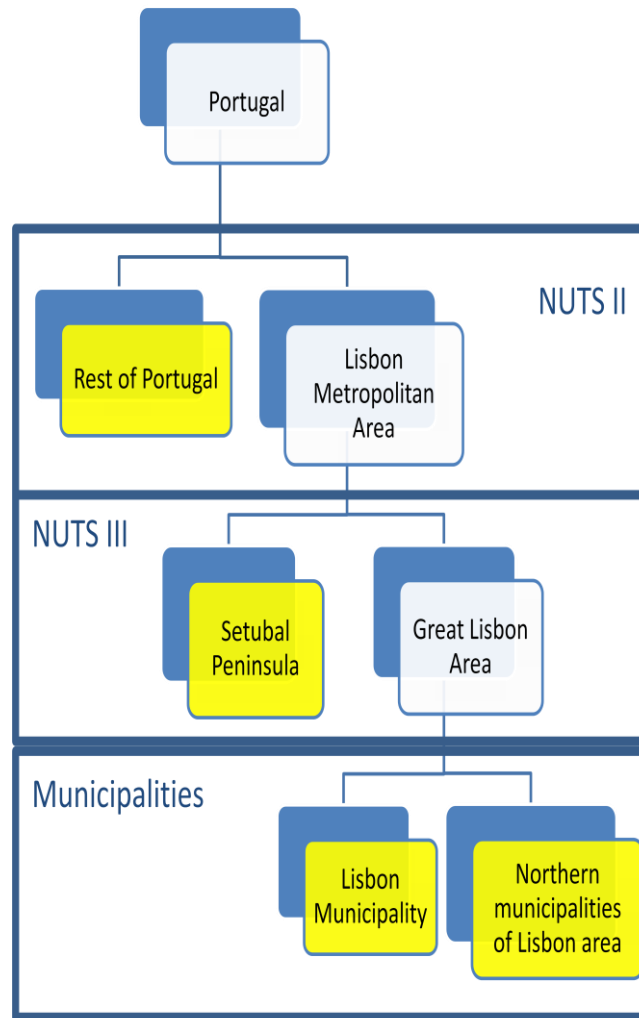 Portugal
NUTS II
Rest of Portugal
Lisbon
Metropolitan
Area
NUTS III
Setubal
Peninsula
Great Lisbon
Area
Municipalities
Lisbon
Municipality
Northern
municipalities
of Lisbon area